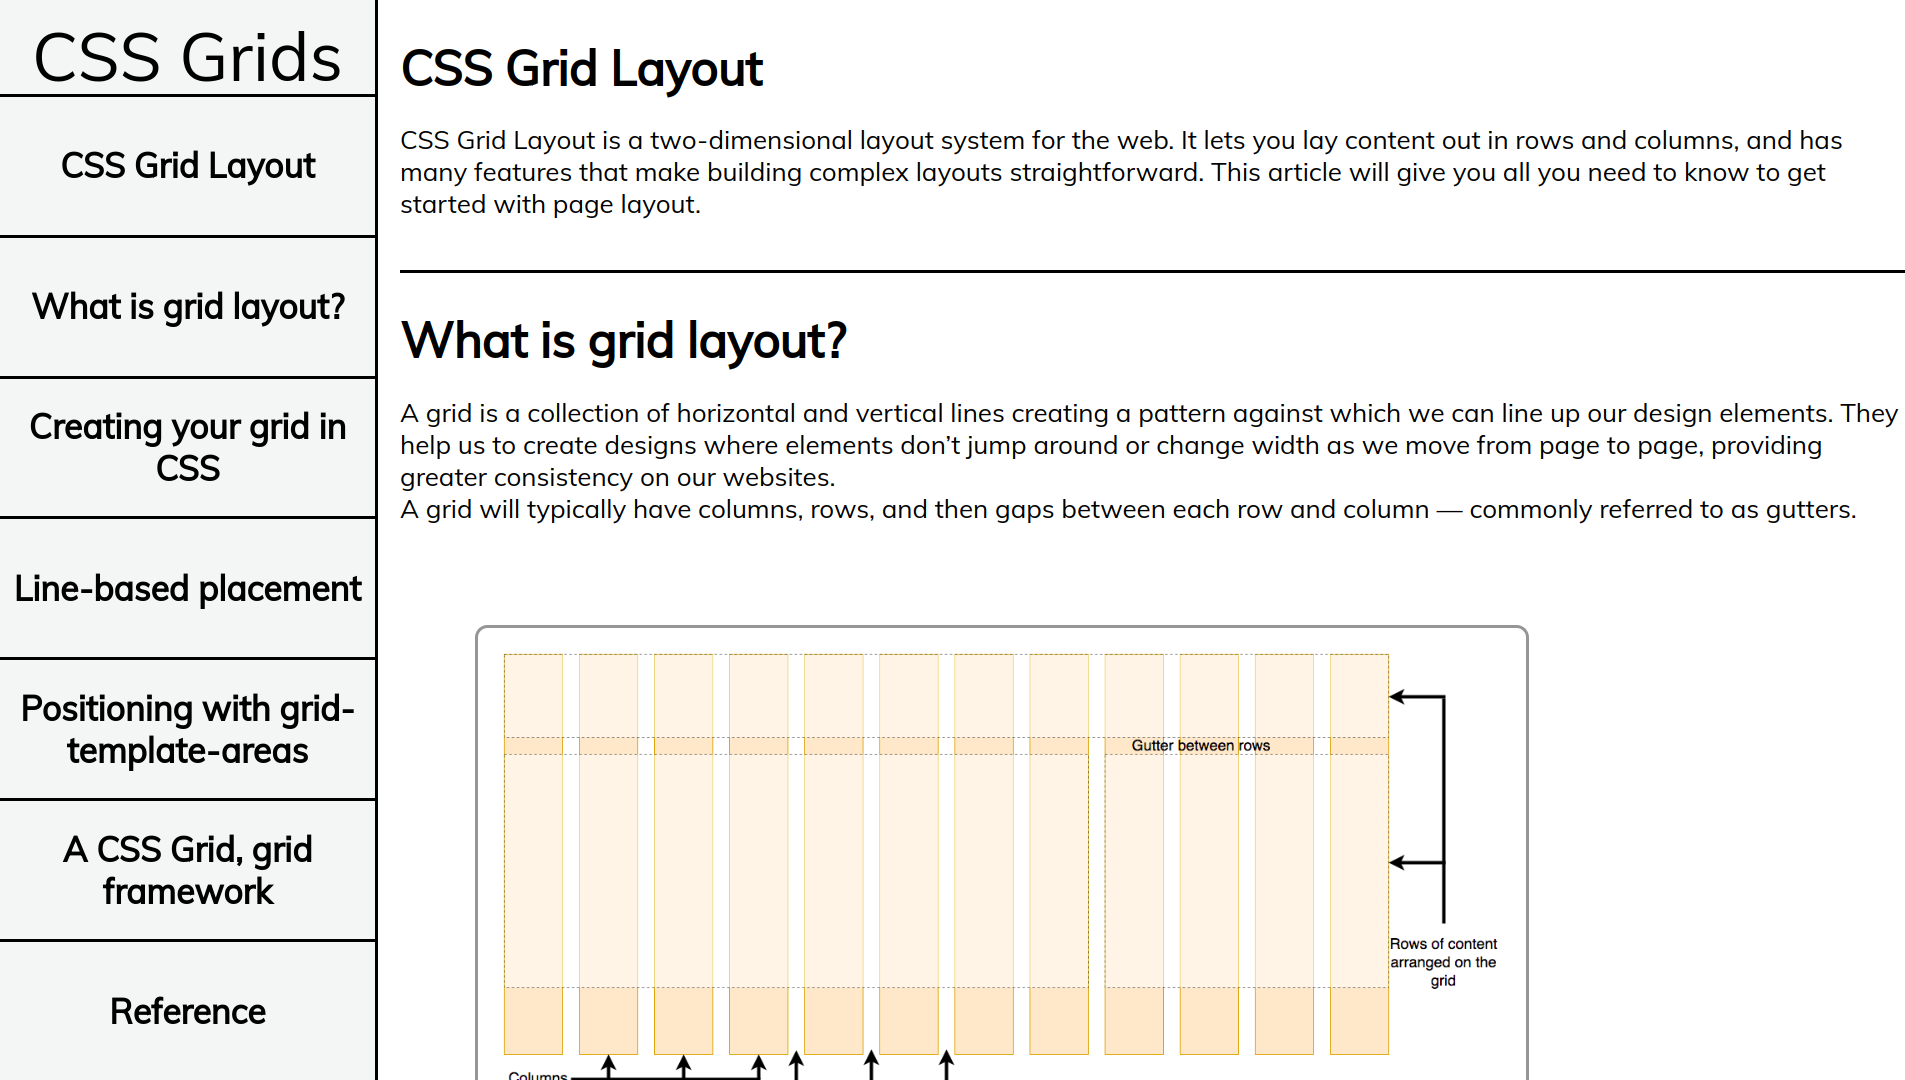 CSS Grids
CSS Grid Layout
What is grid layout?
Creating your grid in
CSS
Line-based placement
Positioning with grid-
template-areas
A CSS Grid, grid
framework
Reference
CSS Grid Layout
CSS Grid Layout is a two-dimensional layout system for the web. It lets you lay content out in rows and columns, and has
many features that make building complex layouts straightforward. This article will give you all you need to know to get
started with page layout.
What is grid layout?
A grid is a collection of horizontal and vertical lines creating a pattern against which we can line up our design elements. They
help us to create designs where elements don’t jump around or change width as we move from page to page, providing
greater consistency on our websites.
A grid will typically have columns, rows, and then gaps between each row and column — commonly referred to as gutters.
Gutter between rows
Rows of content
arranged on the
grid
Columns